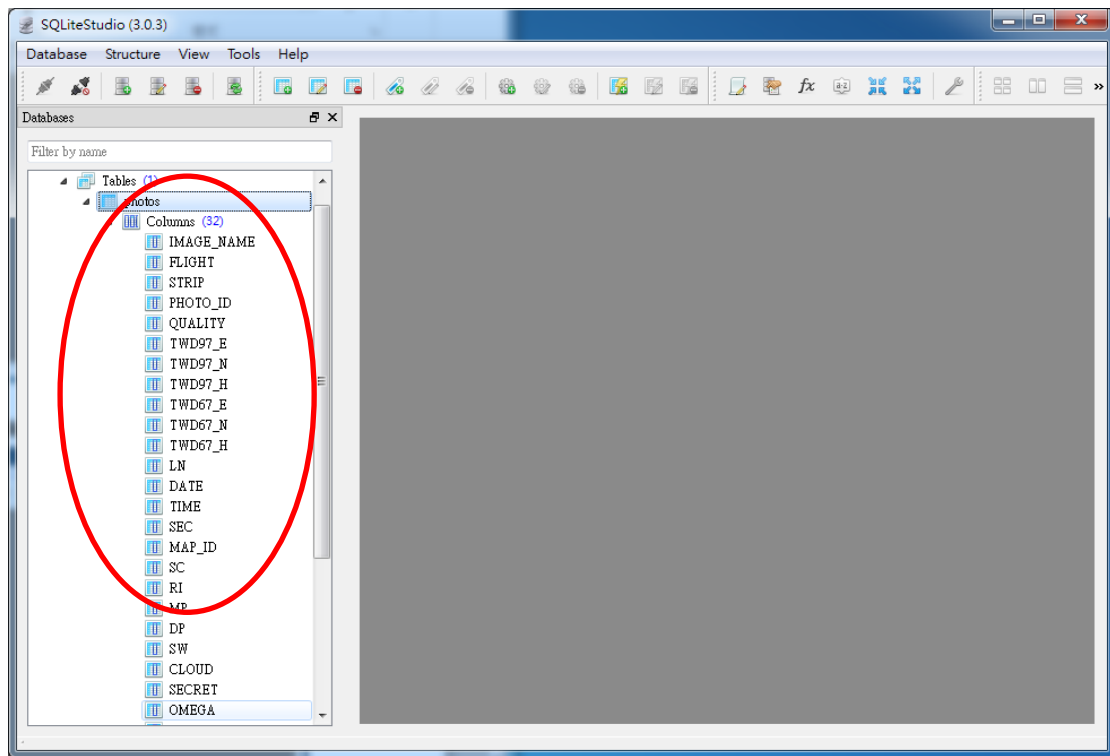 SQLiteStudio (3.0.3)
Database Structure View Tools Help
fx a-z »
Databases
Filter by name
Tables (1)
photos
Columns (32)
IMAGE_NAME
FLIGHT
STRIP
PHOTO_ID
QUALITY
TWD97_E
TWD97_N
TWD97_H
TWD67_E
TWD67_N
TWD67_H
LN
DATE
TIME
SEC
MAP_ID
SC
RI
MP
DP
SW
CLOUD
SECRET
OMEGA